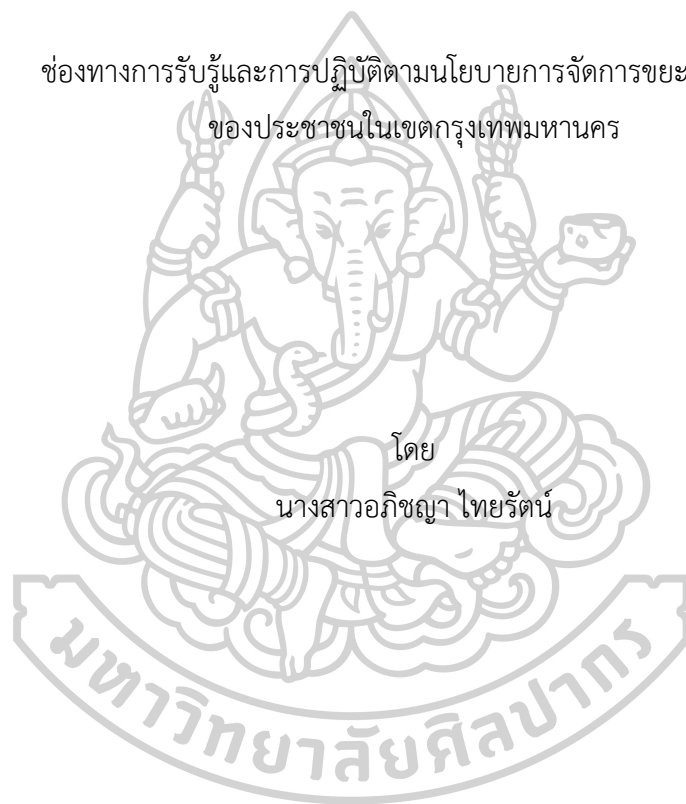 ช่องทางการรับรู้และการปฏิบัติตามนโยบายการจัดการขยะ
ของประชาชนในเขตกรุงเทพมหานคร
โดย
นางสาวอภิชญา ไทยรัตน์
มหาวิทยาลัยศิลปากร